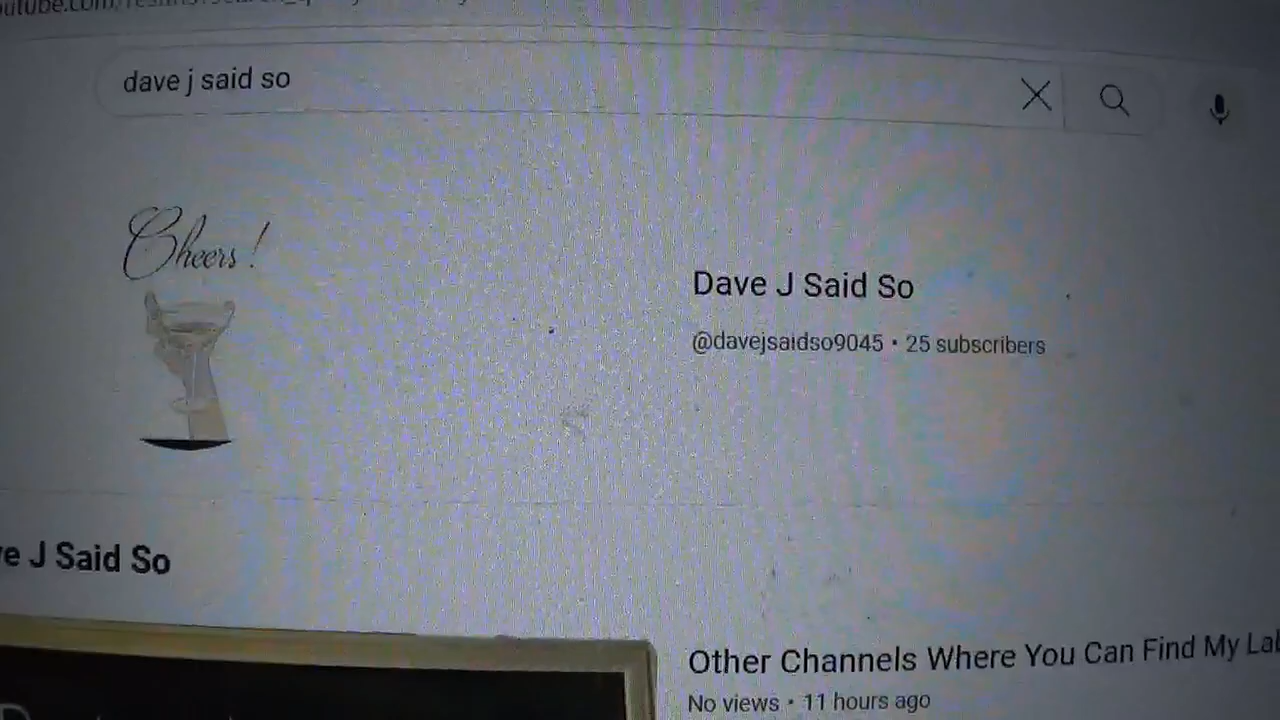 dave j said so
Cheers!
Dave J Said So
@davejsaidso9045 • 25 subscribers
J Said So
Other Channels Where You Can Find My
No views • 11 hours ago